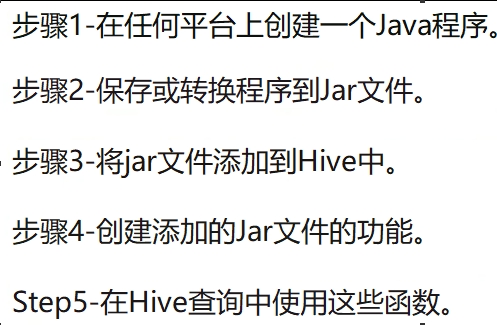 步骤1-在任何平台上创建一个Java程序。
步骤2-保存或转换程序到Jar文件。
步骤3-将jar文件添加到Hive中。
步骤4-创建添加的Jar文件的功能。
Step5-在Hive查询中使用这些函数。